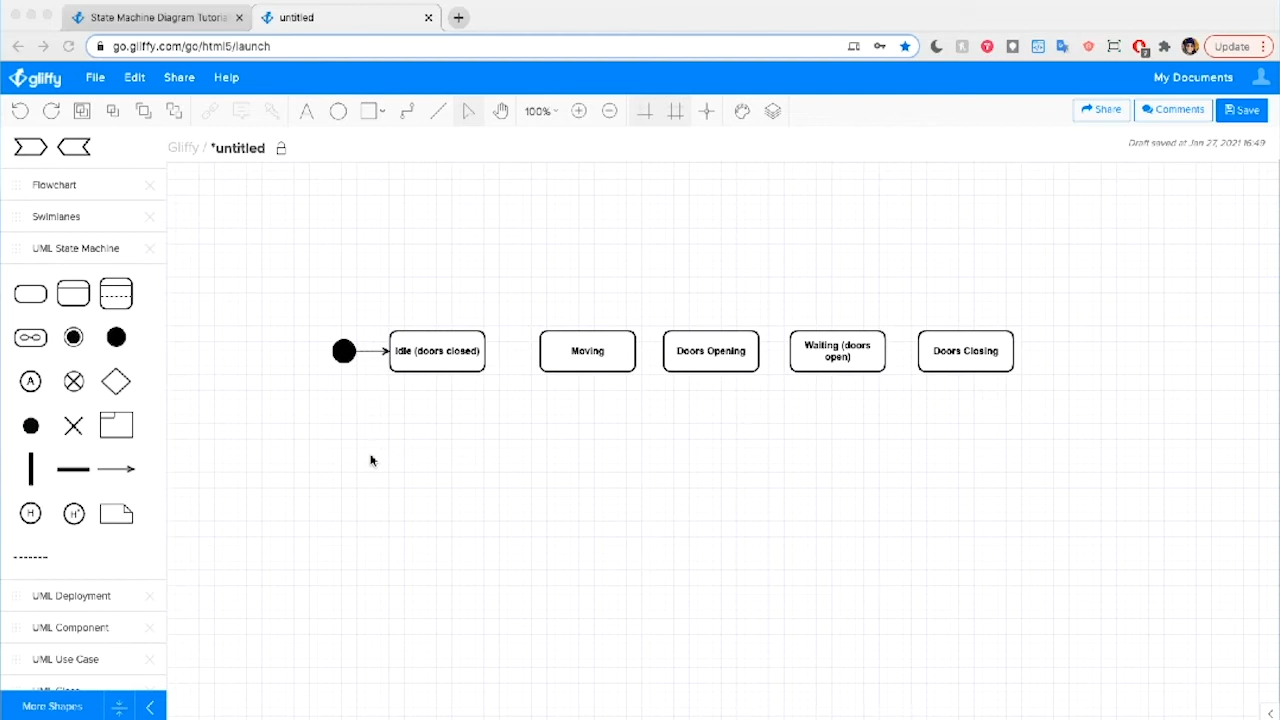 State Machine Diagram Tutoria
untitled
go.gliffy.com/go/html5/launch
Update
gliffy
File
Edit
Share
Help
My Documents
100%
Share
Comments
Save
Gliffy / *untitled
Draft saved at Jan 27, 2021 16:49
Flowchart
Swimlanes
UML State Machine
A
H
H*
UML Deployment
UML Component
UML Use Case
More Shapes
Idle (doors closed)
Moving
Doors Opening
Waiting (doors
open)
Doors Closing